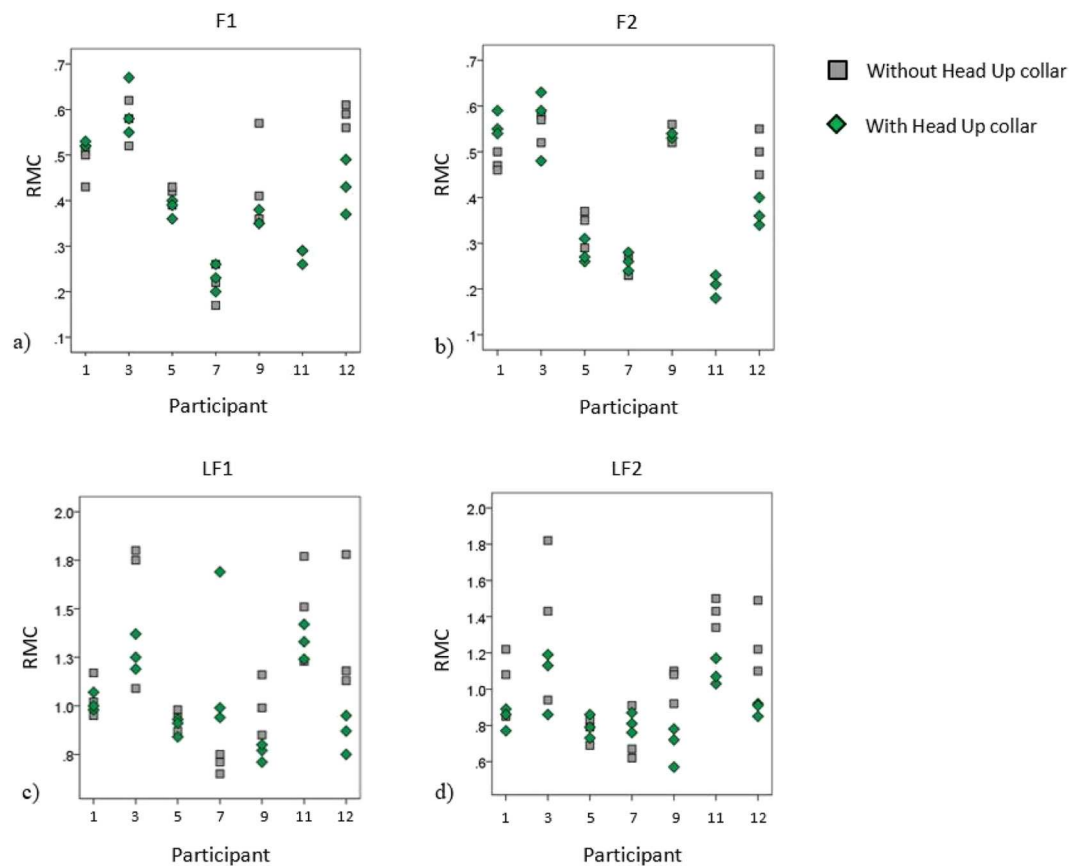 F1
.7
.6
.5
.4
.3
.2
.1
RMC
a)
1 3 5 7 9 11 12
Participant
F2
.7
.6
.5
.4
.3
.2
.1
RMC
b)
1 3 5 7 9 11 12
Participant
Without Head Up collar
With Head Up collar
LF1
2.0
1.8
1.5
1.3
1.0
.8
RMC
c)
1 3 5 7 9 11 12
Participant
LF2
2.0
1.8
1.6
1.4
1.2
1.0
.8
.6
RMC
d)
1 3 5 7 9 11 12
Participant